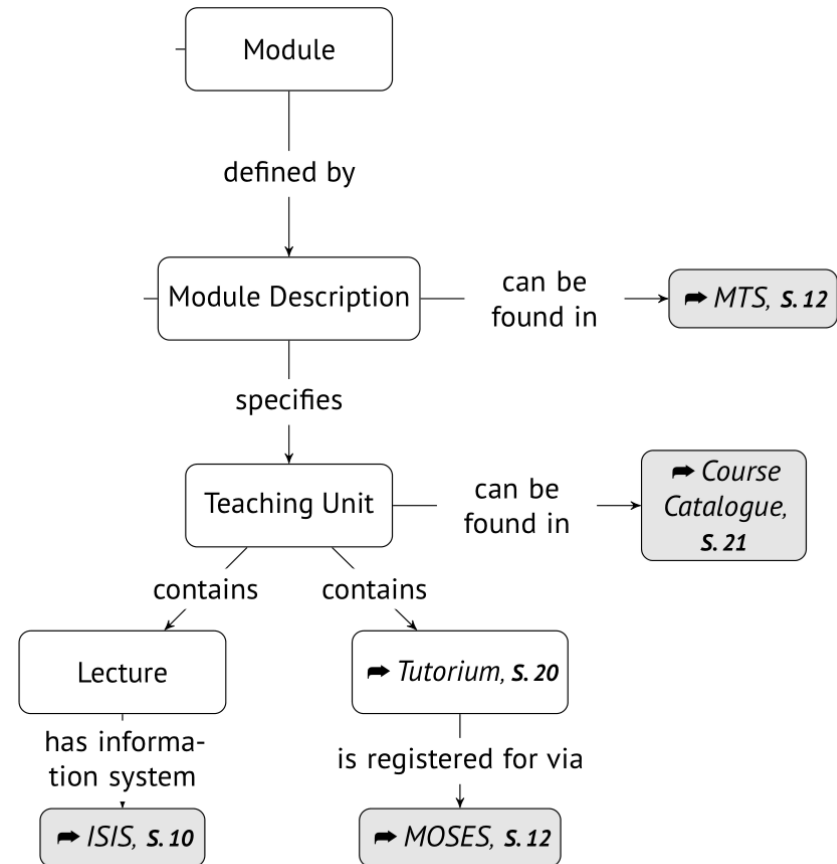 Module
defined by
Module Description
can be
found in
➡ MTS, S. 12
specifies
Teaching Unit
can be
found in
➡ Course
Catalogue,
S. 21
contains
contains
Lecture
➡ Tutorium, S. 20
has informa-
tion system
is registered for via
➡ ISIS, S. 10
➡ MOSES, S. 12